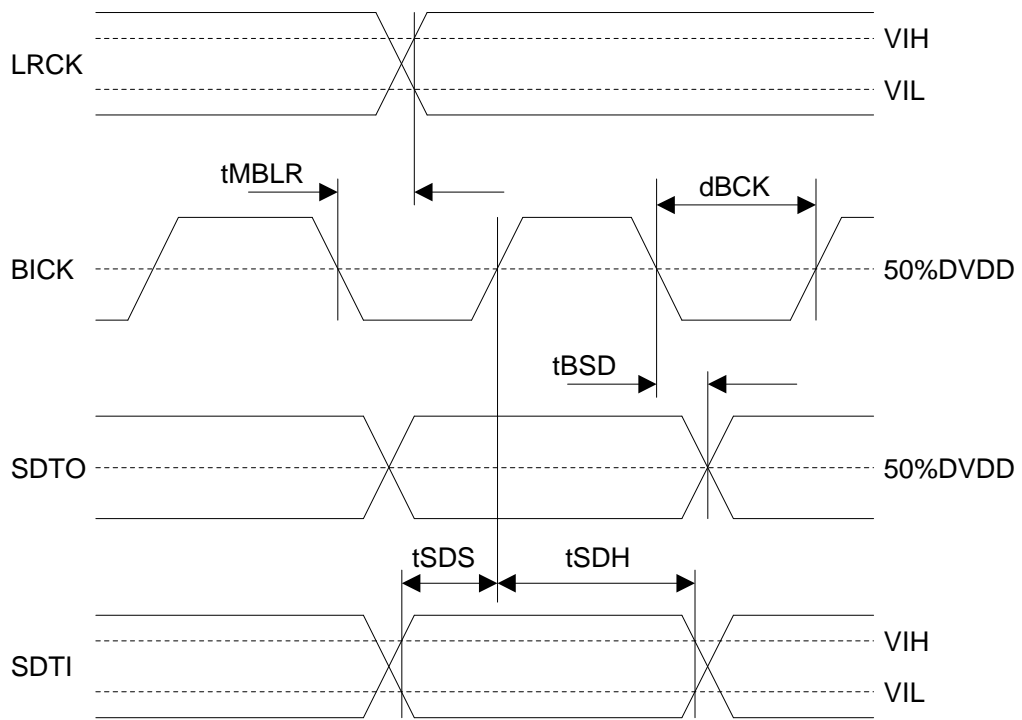 LRCK
VIH
VIL
tMBLR
dBCK
BICK
50%DVDD
tBSD
SDTO
50%DVDD
tSDS
tSDH
SDTI
VIH
VIL